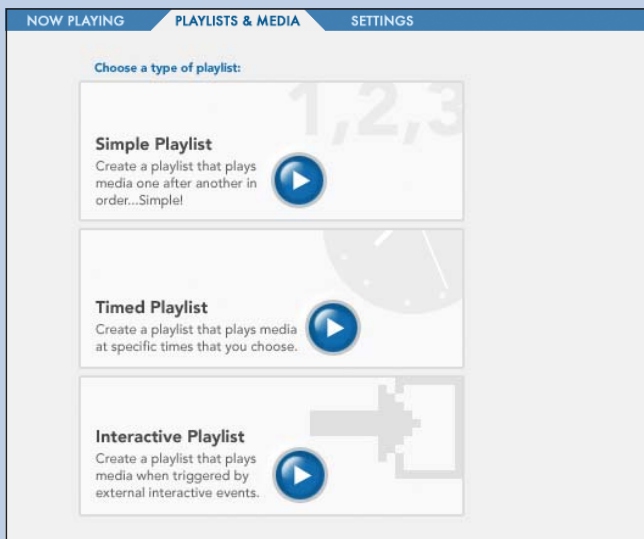 NOW PLAYING
PLAYLISTS & MEDIA
SETTINGS
Choose a type of playlist:
1,2,3
Simple Playlist
Create a playlist that plays
media one after another in
order...Simple!
Timed Playlist
Create a playlist that plays media
at specific times that you choose.
Interactive Playlist
Create a playlist that plays
media when triggered by
external interactive events.